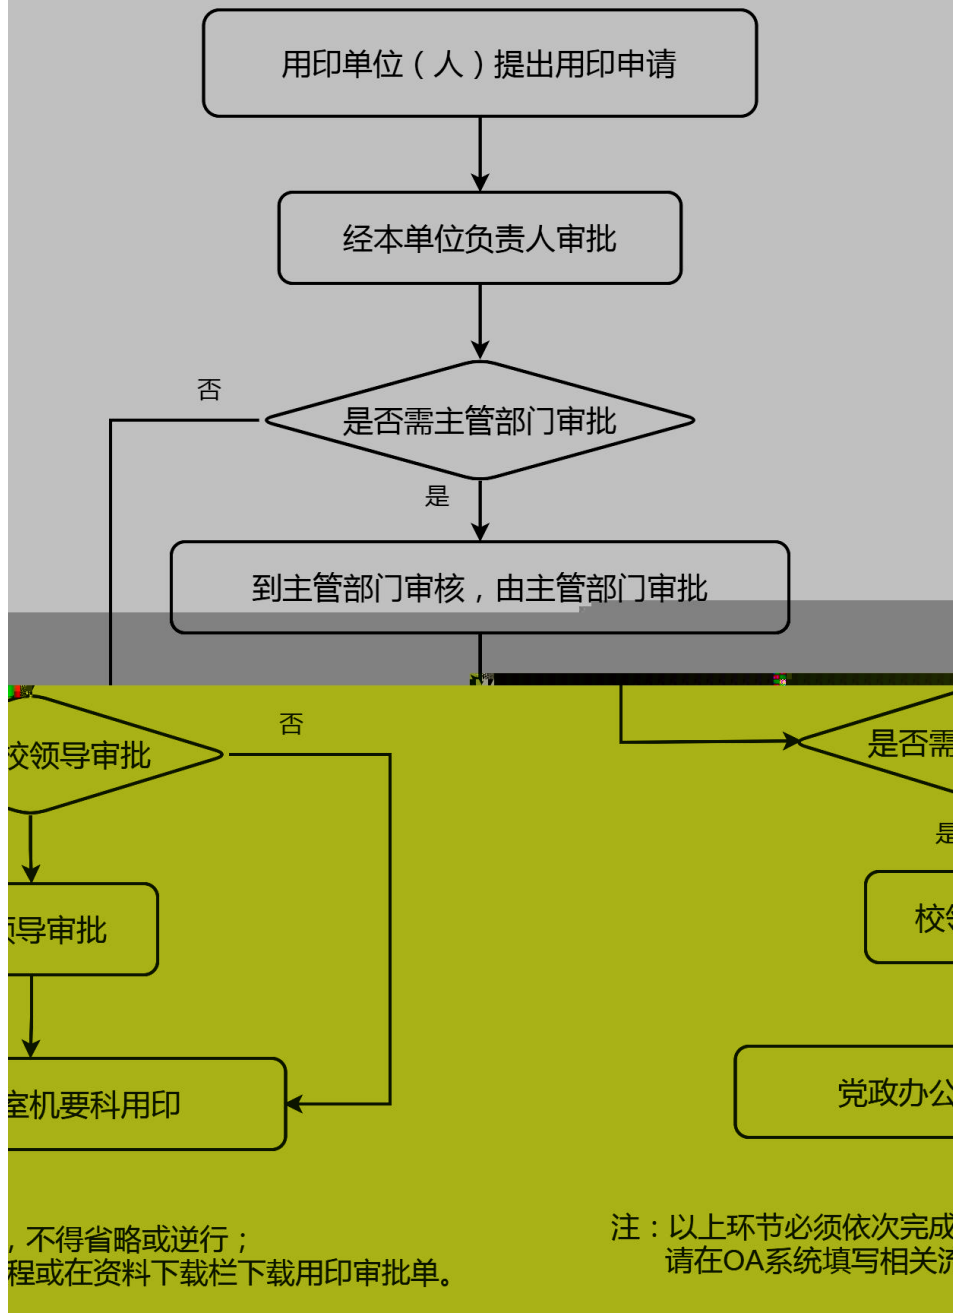 用印单位（人）提出用印申请
经本单位负责人审批
否
是否需主管部门审批
是
到主管部门审核，由主管部门审批
否
校领导审批
是否需
是
领导审批
校领
室机要科用印
党政办公
，不得省略或逆行；
程或在资料下载栏下载用印审批单。
注：以上环节必须依次完成
请在OA系统填写相关流